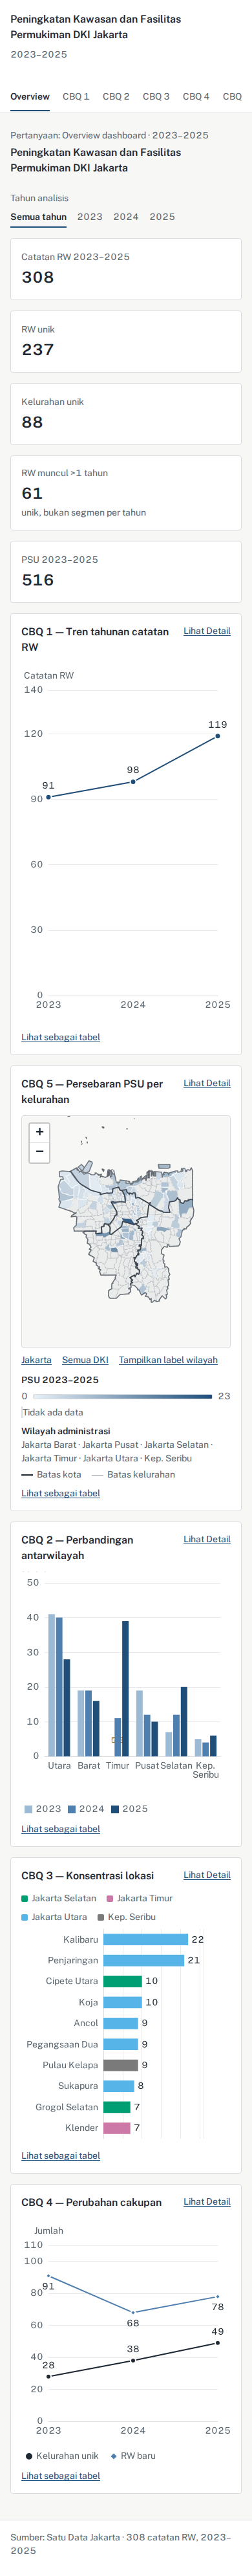 Peningkatan Kawasan dan Fasilitas
Permukiman DKI Jakarta
2023–2025
Overview CBQ 1 CBQ 2 CBQ 3 CBQ 4 CBQ
Pertanyaan: Overview dashboard · 2023–2025
Peningkatan Kawasan dan Fasilitas
Permukiman DKI Jakarta
Tahun analisis
Semua tahun 2023 2024 2025
Catatan RW 2023–2025
308
RW unik
237
Kelurahan unik
88
RW muncul >1 tahun
61
unik, bukan segmen per tahun
PSU 2023–2025
516
CBQ 1 — Tren tahunan catatan
RW
Lihat Detail
Catatan RW
140
120
90
60
30
0
91
98
119
2023 2024 2025
Lihat sebagai tabel
CBQ 5 — Persebaran PSU per
kelurahan
Lihat Detail
+
−
Jakarta Semua DKI Tampilkan label wilayah
PSU 2023–2025
0 23
Tidak ada data
Wilayah administrasi
Jakarta Barat · Jakarta Pusat · Jakarta Selatan ·
Jakarta Timur · Jakarta Utara · Kep. Seribu
Batas kota Batas kelurahan
Lihat sebagai tabel
CBQ 2 — Perbandingan
antarwilayah
Lihat Detail
50
40
30
20
10
0
Utara Barat Timur Pusat Selatan Kep.
Seribu
2023 2024 2025
Lihat sebagai tabel
CBQ 3 — Konsentrasi lokasi
Lihat Detail
Jakarta Selatan Jakarta Timur
Jakarta Utara Kep. Seribu
Kalibaru 22
Penjaringan 21
Cipete Utara 10
Koja 10
Ancol 9
Pegangsaan Dua 9
Pulau Kelapa 9
Sukapura 8
Grogol Selatan 7
Klender 7
Lihat sebagai tabel
CBQ 4 — Perubahan cakupan
Lihat Detail
Jumlah
110
100
80
60
40
20
0
91
68
78
28
38
49
2023 2024 2025
Kelurahan unik RW baru
Lihat sebagai tabel
Sumber: Satu Data Jakarta · 308 catatan RW, 2023–
2025